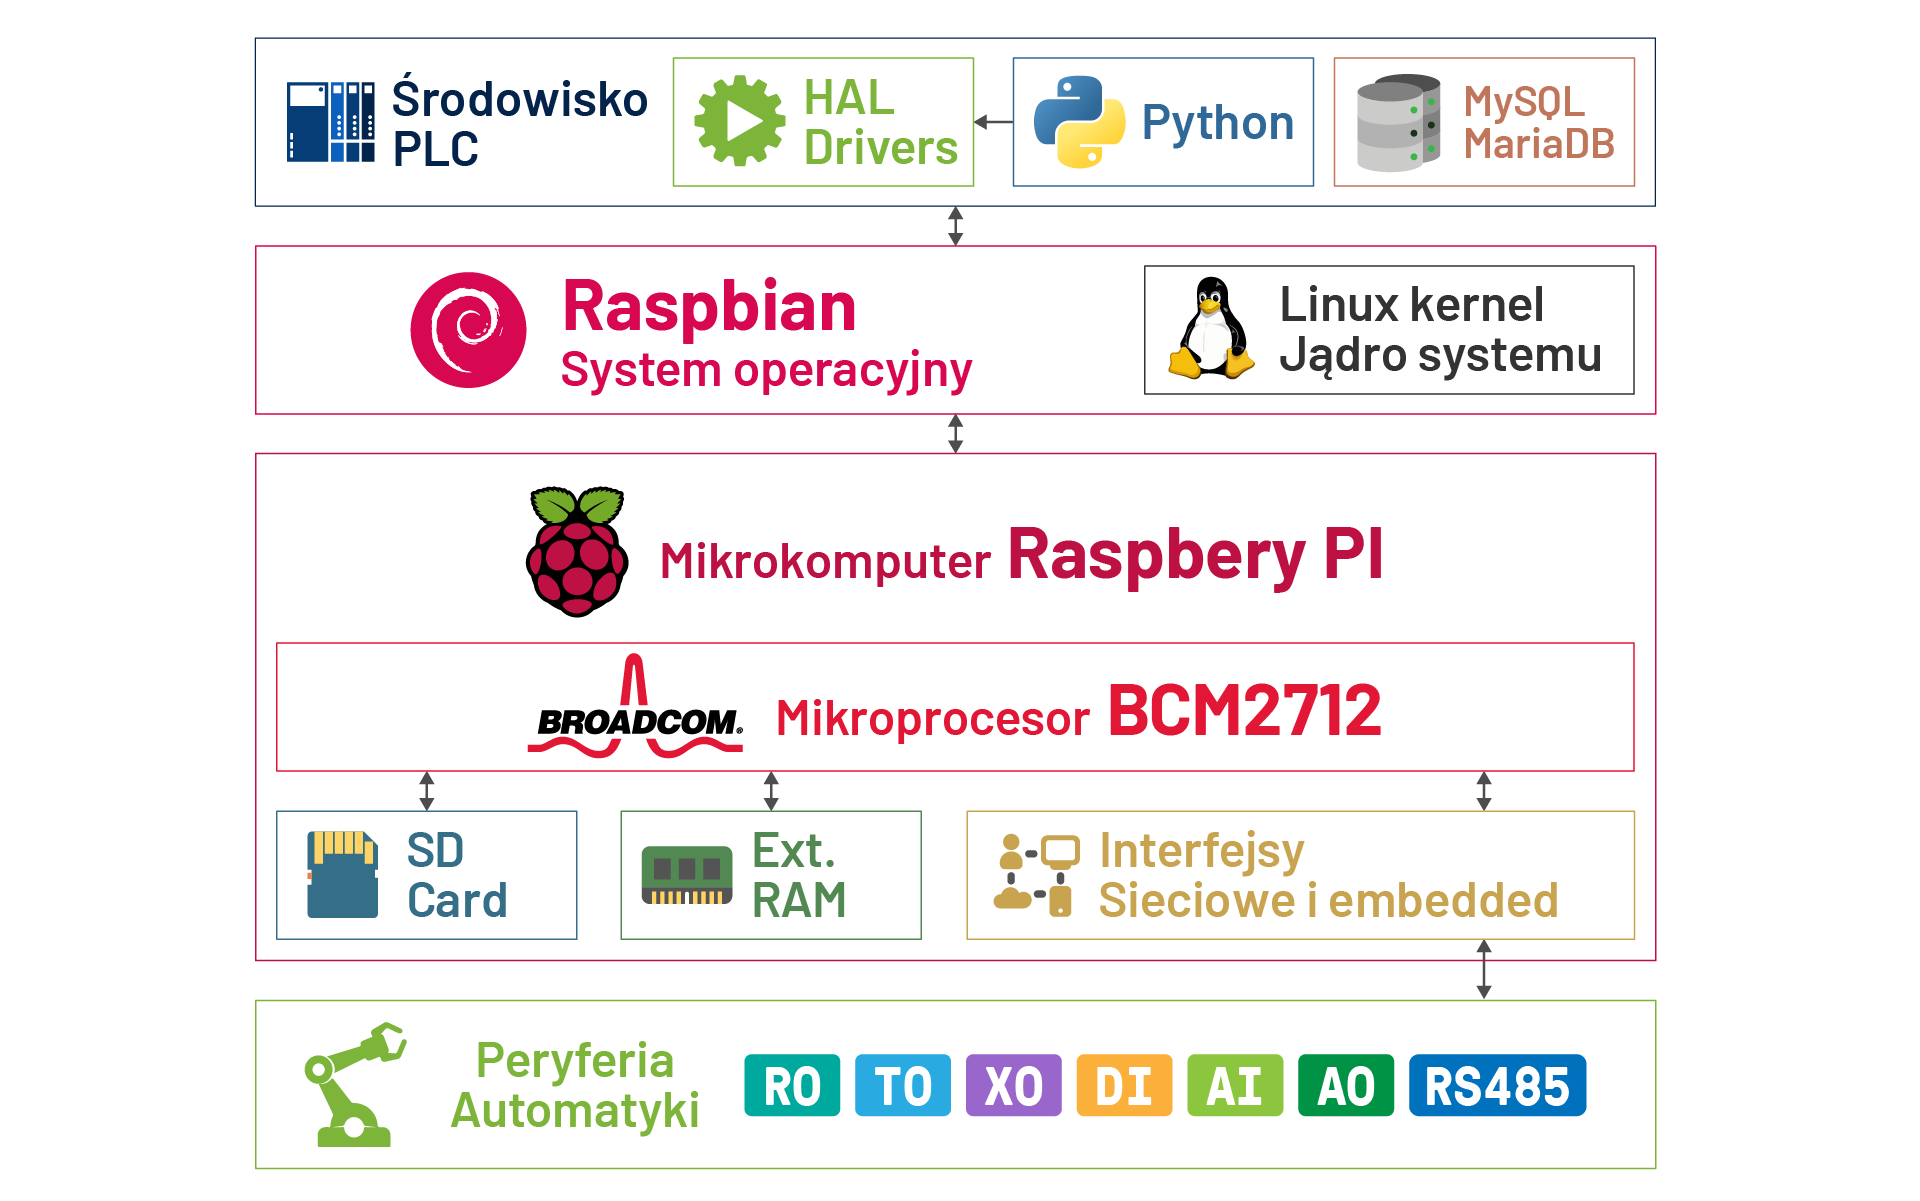 Środowisko
PLC
HAL
Drivers
Python
MySQL
MariaDB
Raspbian
System operacyjny
Linux kernel
Jądro systemu
Mikrokomputer Raspbery PI
BROADCOM®
Mikroprocesor BCM2712
SD
Card
Ext.
RAM
Interfejsy
Sieciowe i embedded
Peryferia
Automatyki
RO TO XO DI AI AO RS485